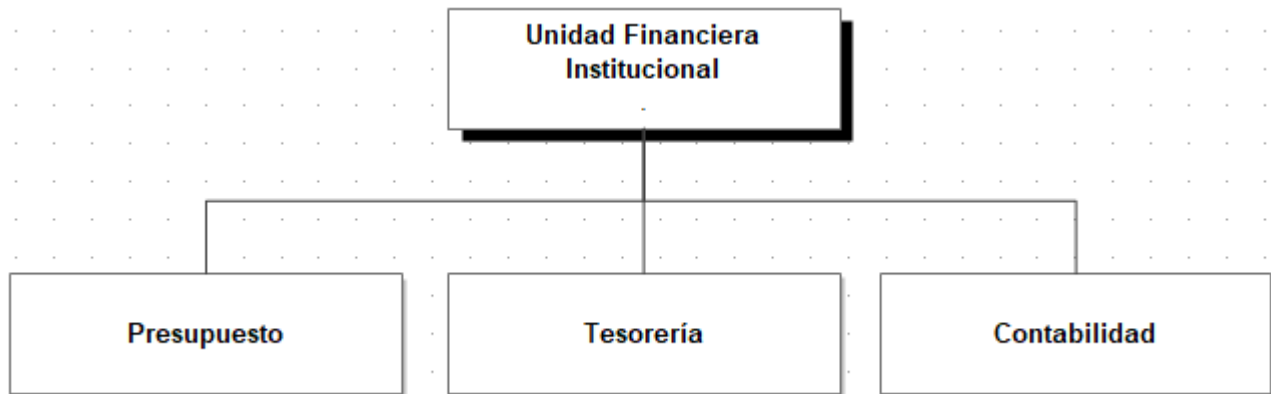 Unidad Financiera
Institucional
.
Presupuesto
Tesorería
Contabilidad